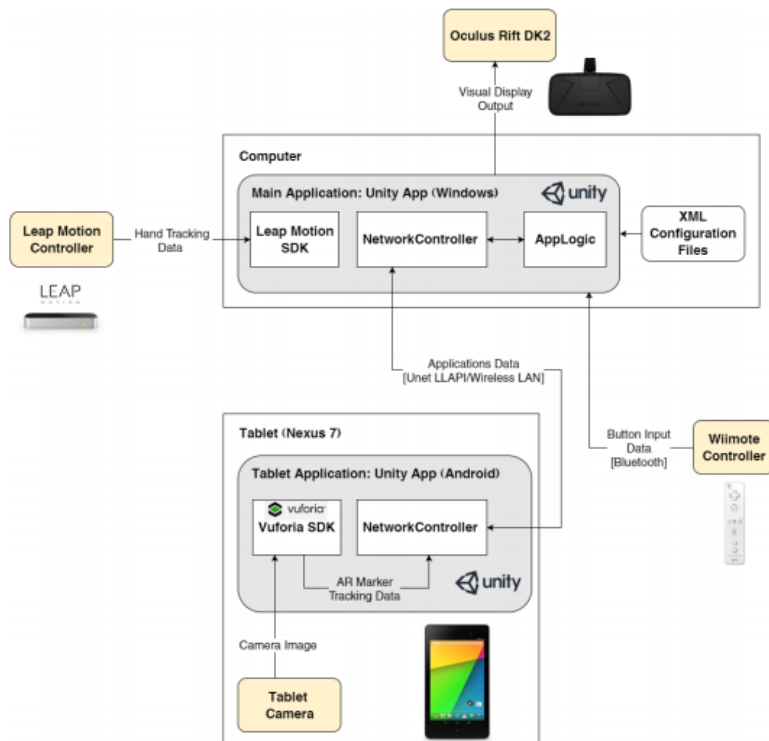 Oculus Rift DK2
Visual Display
Output
Computer
Main Application: Unity App (Windows)
unity
Leap Motion
Controller
Hand Tracking
Data
Leap Motion
SDK
NetworkController
AppLogic
XML
Configuration
Files
LEAP
MOTION
Applications Data
[Unet LLAPI/Wireless LAN]
Tablet (Nexus 7)
Button Input
Data
[Bluetooth]
Wiimote
Controller
Tablet Application: Unity App (Android)
vuforia
Vuforia SDK
NetworkController
AR Marker
Tracking Data
unity
Camera Image
Tablet
Camera